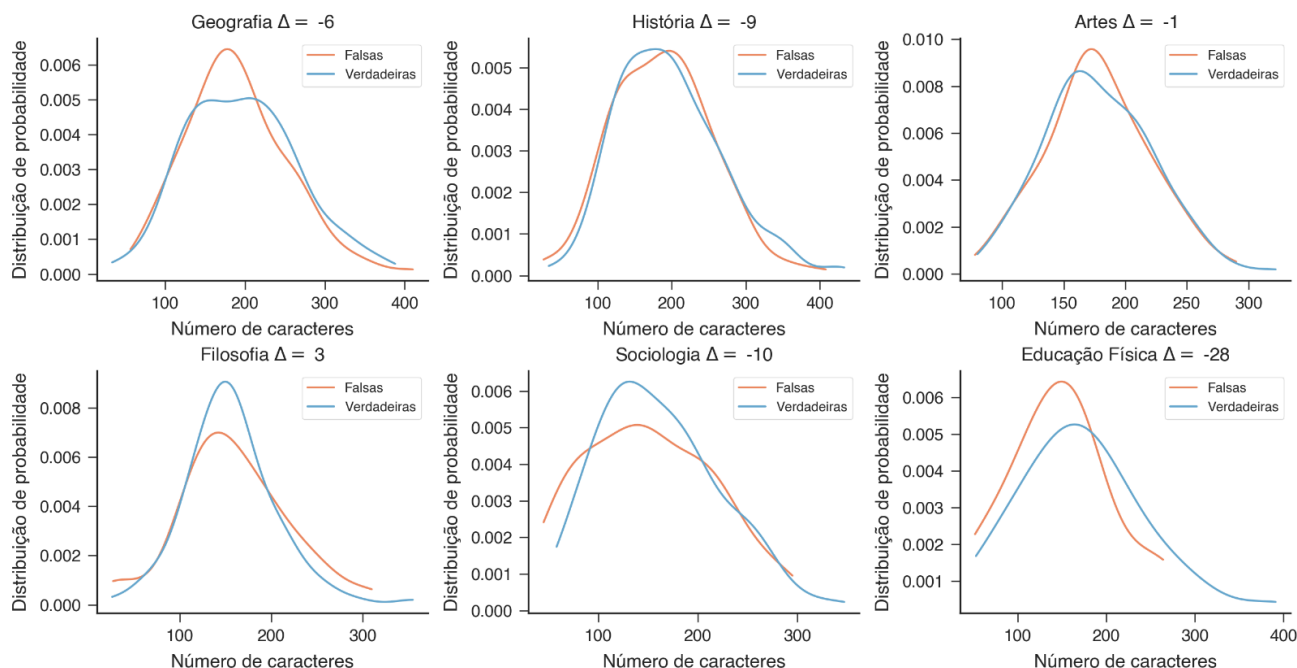 Geografia Δ = -6
Distribuição de probabilidade
0.006
0.005
0.004
0.003
0.002
0.001
0.000
Falsas
Verdadeiras
100 200 300 400
Número de caracteres
História Δ = -9
Distribuição de probabilidade
0.005
0.004
0.003
0.002
0.001
0.000
Falsas
Verdadeiras
100 200 300 400
Número de caracteres
Artes Δ = -1
Distribuição de probabilidade
0.010
0.008
0.006
0.004
0.002
0.000
Falsas
Verdadeiras
100 150 200 250 300
Número de caracteres
Filosofia Δ = 3
Distribuição de probabilidade
0.008
0.006
0.004
0.002
0.000
Falsas
Verdadeiras
100 200 300
Número de caracteres
Sociologia Δ = -10
Distribuição de probabilidade
0.006
0.005
0.004
0.003
0.002
0.001
0.000
Falsas
Verdadeiras
100 200 300
Número de caracteres
Educação Física Δ = -28
Distribuição de probabilidade
0.006
0.005
0.004
0.003
0.002
0.001
Falsas
Verdadeiras
100 200 300 400
Número de caracteres